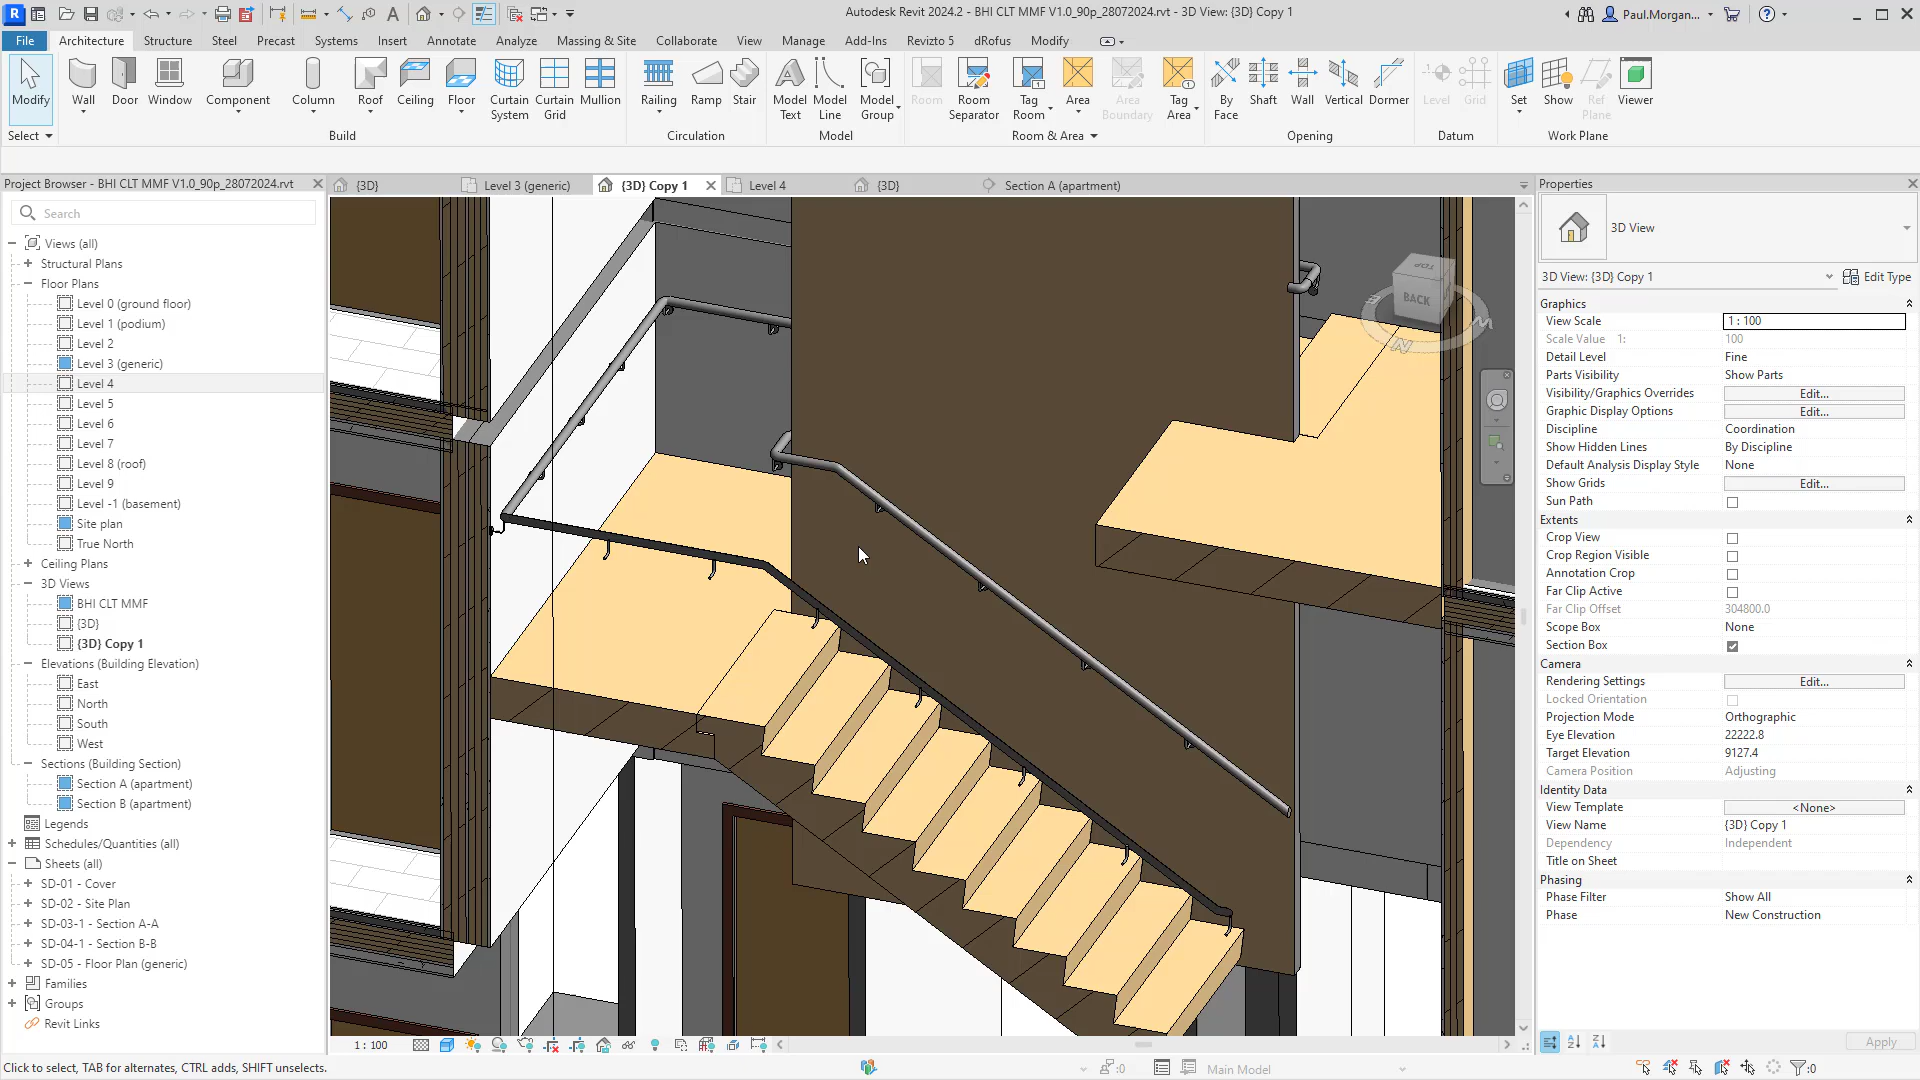 Autodesk Revit 2024.2 - BHI CLT MMF V1.0_90p_28072024.rvt - 3D View: {3D} Copy 1
Paul.Morgan...
File Architecture Structure Steel Precast Systems Insert Annotate Analyze Massing & Site Collaborate View Manage Add-Ins Revizto 5 dRofus Modify
Modify Wall Door Window Component Column Roof Ceiling Floor Curtain System Curtain Grid Mullion Railing Ramp Stair Model Text Model Line Model Group Room Room Separator Tag Room Area Area Boundary Tag Area By Face Shaft Wall Vertical Dormer Level Grid Set Show Ref Plane Viewer
Select Build Circulation Model Room & Area Opening Datum Work Plane
Project Browser - BHI CLT MMF V1.0_90p_28072024.rvt
{3D} Level 3 (generic) {3D} Copy 1 Level 4 {3D} Section A (apartment)
Search
Views (all)
Structural Plans
Floor Plans
Level 0 (ground floor)
Level 1 (podium)
Level 2
Level 3 (generic)
Level 4
Level 5
Level 6
Level 7
Level 8 (roof)
Level 9
Level -1 (basement)
Site plan
True North
Ceiling Plans
3D Views
BHI CLT MMF
{3D}
{3D} Copy 1
Elevations (Building Elevation)
East
North
South
West
Sections (Building Section)
Section A (apartment)
Section B (apartment)
Legends
Schedules/Quantities (all)
Sheets (all)
SD-01 - Cover
SD-02 - Site Plan
SD-03-1 - Section A-A
SD-04-1 - Section B-B
SD-05 - Floor Plan (generic)
Families
Groups
Revit Links
TOP
BACK
N
Properties
3D View
3D View: {3D} Copy 1 Edit Type
Graphics
View Scale 1 : 100
Scale Value 1: 100
Detail Level Fine
Parts Visibility Show Parts
Visibility/Graphics Overrides Edit...
Graphic Display Options Edit...
Discipline Coordination
Show Hidden Lines By Discipline
Default Analysis Display Style None
Show Grids Edit...
Sun Path
Extents
Crop View
Crop Region Visible
Annotation Crop
Far Clip Active
Far Clip Offset 304800.0
Scope Box None
Section Box
Camera
Rendering Settings Edit...
Locked Orientation
Projection Mode Orthographic
Eye Elevation 22222.8
Target Elevation 9127.4
Camera Position Adjusting
Identity Data
View Template <None>
View Name {3D} Copy 1
Dependency Independent
Title on Sheet
Phasing
Phase Filter Show All
Phase New Construction
Apply
1 : 100
Click to select, TAB for alternates, CTRL adds, SHIFT unselects.
:0
Main Model
:0